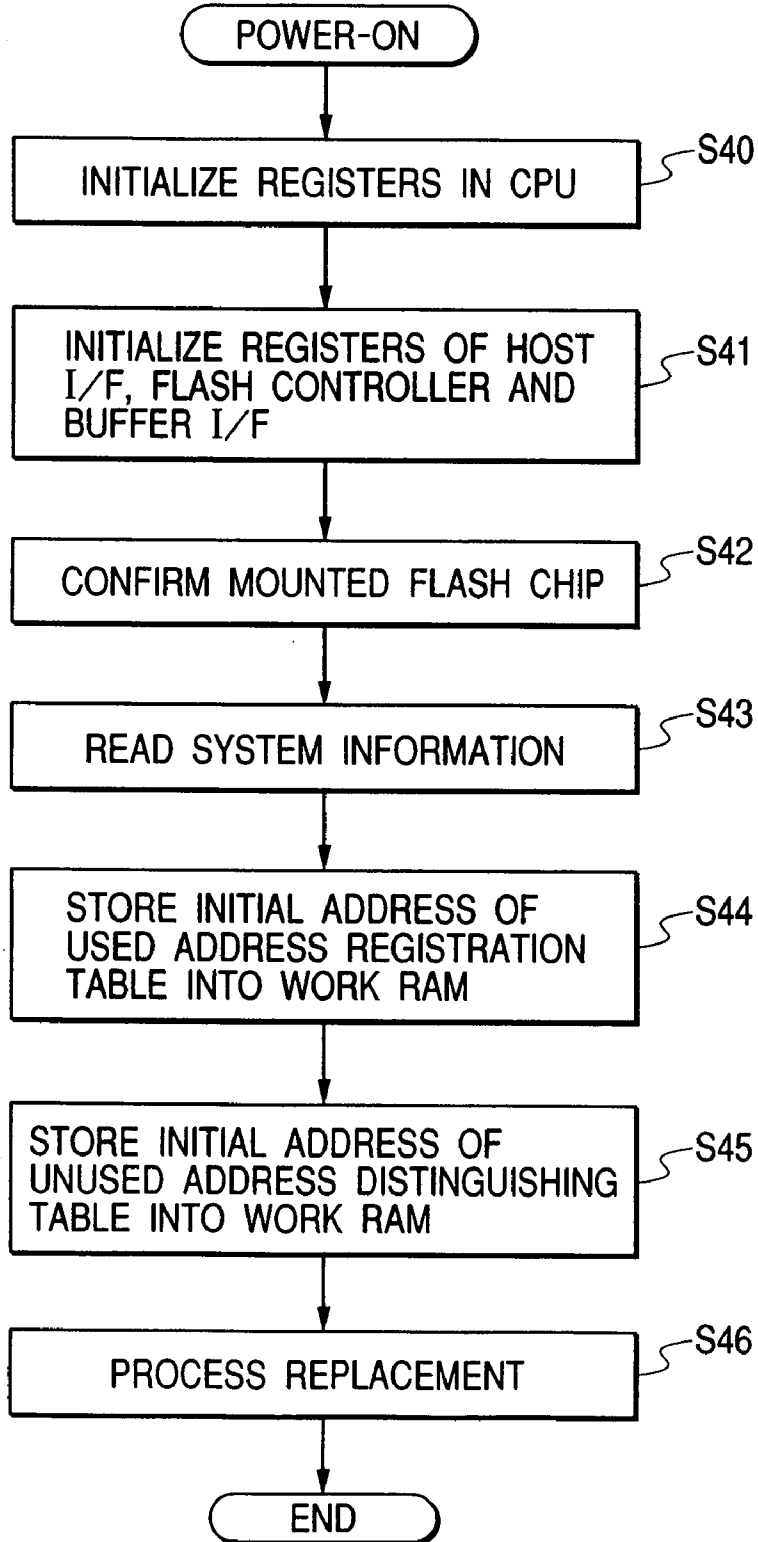 POWER-ON
INITIALIZE REGISTERS IN CPU
S40
INITIALIZE REGISTERS OF HOST
I/F, FLASH CONTROLLER AND
BUFFER I/F
S41
CONFIRM MOUNTED FLASH CHIP
S42
READ SYSTEM INFORMATION
S43
STORE INITIAL ADDRESS OF
USED ADDRESS REGISTRATION
TABLE INTO WORK RAM
S44
STORE INITIAL ADDRESS OF
UNUSED ADDRESS DISTINGUISHING
TABLE INTO WORK RAM
S45
PROCESS REPLACEMENT
S46
END